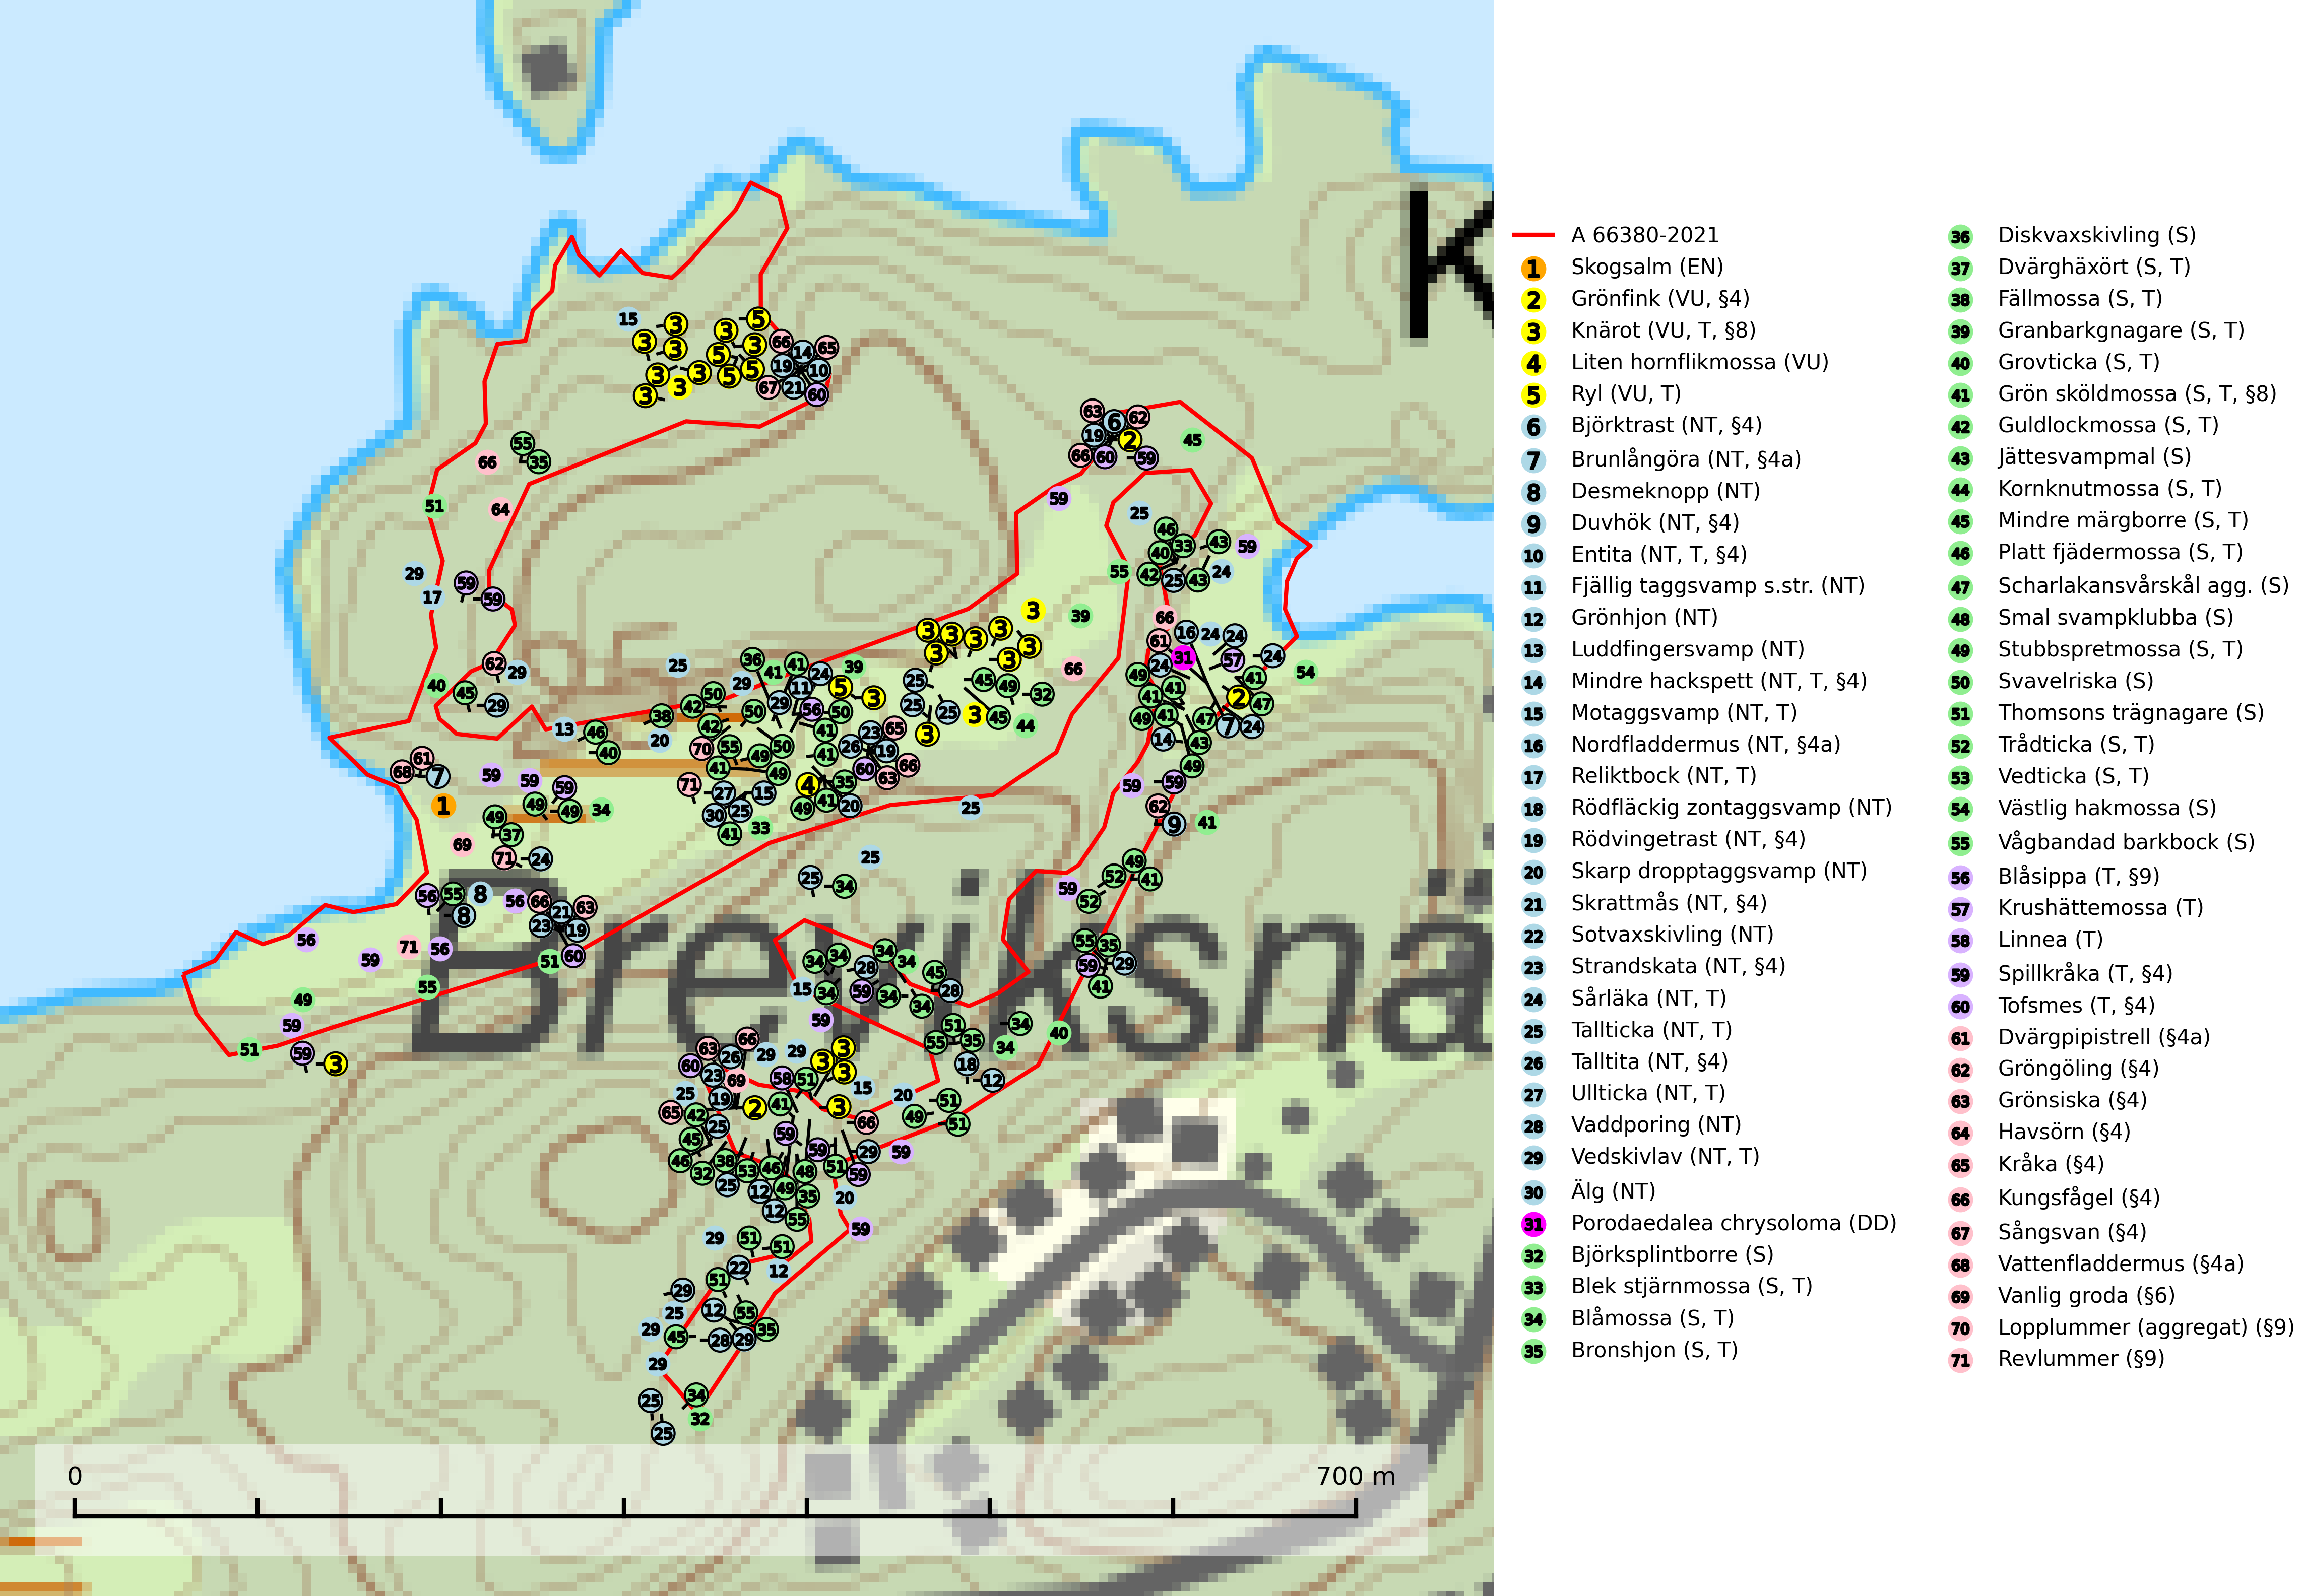 K
Breviksna
0 700 m
A 66380-2021
1 Skogsalm (EN)
2 Grönfink (VU, §4)
3 Knärot (VU, T, §8)
4 Liten hornflikmossa (VU)
5 Ryl (VU, T)
6 Björktrast (NT, §4)
7 Brunlångöra (NT, §4a)
8 Desmeknopp (NT)
9 Duvhök (NT, §4)
10 Entita (NT, T, §4)
11 Fjällig taggsvamp s.str. (NT)
12 Grönhjon (NT)
13 Luddfingersvamp (NT)
14 Mindre hackspett (NT, T, §4)
15 Motaggsvamp (NT, T)
16 Nordfladdermus (NT, §4a)
17 Reliktbock (NT, T)
18 Rödfläckig zontaggsvamp (NT)
19 Rödvingetrast (NT, §4)
20 Skarp dropptaggsvamp (NT)
21 Skrattmås (NT, §4)
22 Sotvaxskivling (NT)
23 Strandskata (NT, §4)
24 Sårläka (NT, T)
25 Tallticka (NT, T)
26 Talltita (NT, §4)
27 Ullticka (NT, T)
28 Vaddporing (NT)
29 Vedskivlav (NT, T)
30 Älg (NT)
31 Porodaedalea chrysoloma (DD)
32 Björksplintborre (S)
33 Blek stjärnmossa (S, T)
34 Blåmossa (S, T)
35 Bronshjon (S, T)
36 Diskvaxskivling (S)
37 Dvärghäxört (S, T)
38 Fällmossa (S, T)
39 Granbarkgnagare (S, T)
40 Grovticka (S, T)
41 Grön sköldmossa (S, T, §8)
42 Guldlockmossa (S, T)
43 Jättesvampmal (S)
44 Kornknutmossa (S, T)
45 Mindre märgborre (S, T)
46 Platt fjädermossa (S, T)
47 Scharlakansvårskål agg. (S)
48 Smal svampklubba (S)
49 Stubbspretmossa (S, T)
50 Svavelriska (S)
51 Thomsons trägnagare (S)
52 Trådticka (S, T)
53 Vedticka (S, T)
54 Västlig hakmossa (S)
55 Vågbandad barkbock (S)
56 Blåsippa (T, §9)
57 Krushättemossa (T)
58 Linnea (T)
59 Spillkråka (T, §4)
60 Tofsmes (T, §4)
61 Dvärgpipistrell (§4a)
62 Gröngöling (§4)
63 Grönsiska (§4)
64 Havsörn (§4)
65 Kråka (§4)
66 Kungsfågel (§4)
67 Sångsvan (§4)
68 Vattenfladdermus (§4a)
69 Vanlig groda (§6)
70 Lopplummer (aggregat) (§9)
71 Revlummer (§9)